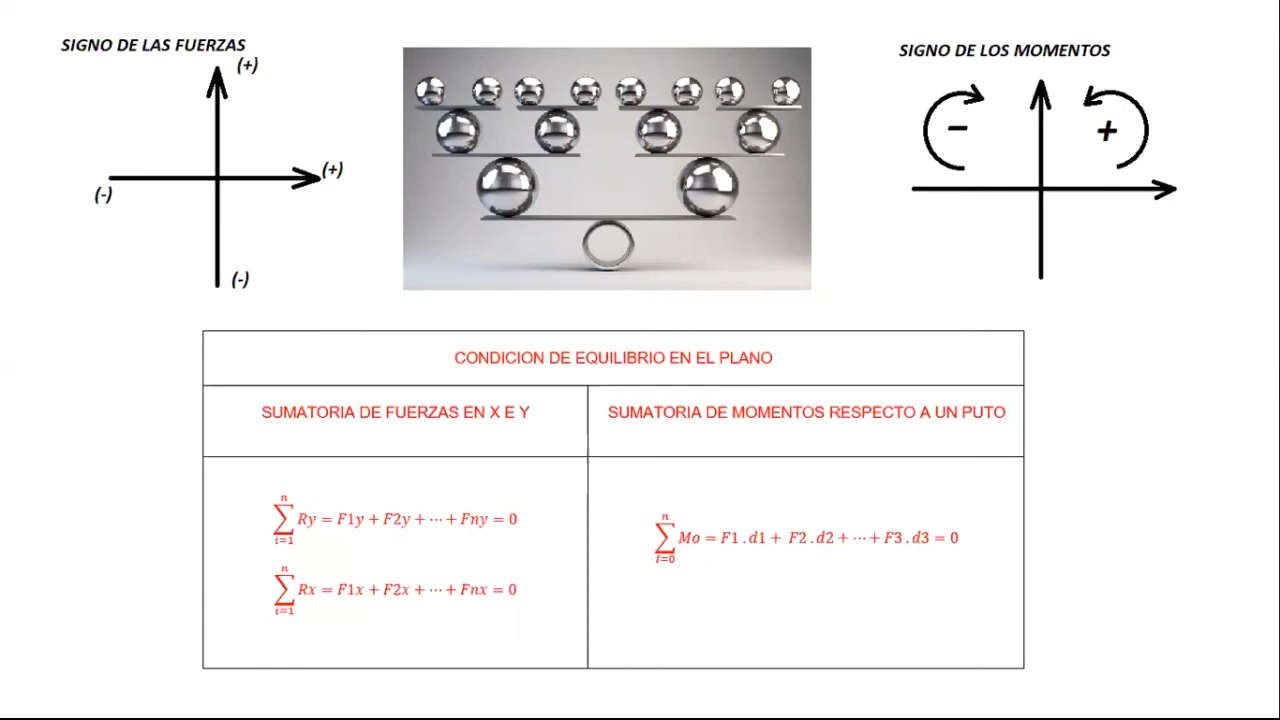 SIGNO DE LAS FUERZAS
(+)
(+)
(-)
(-)
SIGNO DE LOS MOMENTOS
- +
CONDICION DE EQUILIBRIO EN EL PLANO
SUMATORIA DE FUERZAS EN X E Y
SUMATORIA DE MOMENTOS RESPECTO A UN PUTO
n
∑ Ry = F1y + F2y + ⋯ + Fny = 0
i=1
n
∑ Rx = F1x + F2x + ⋯ + Fnx = 0
i=1
n
∑ Mo = F1 . d1 + F2 . d2 + ⋯ + F3 . d3 = 0
I=0